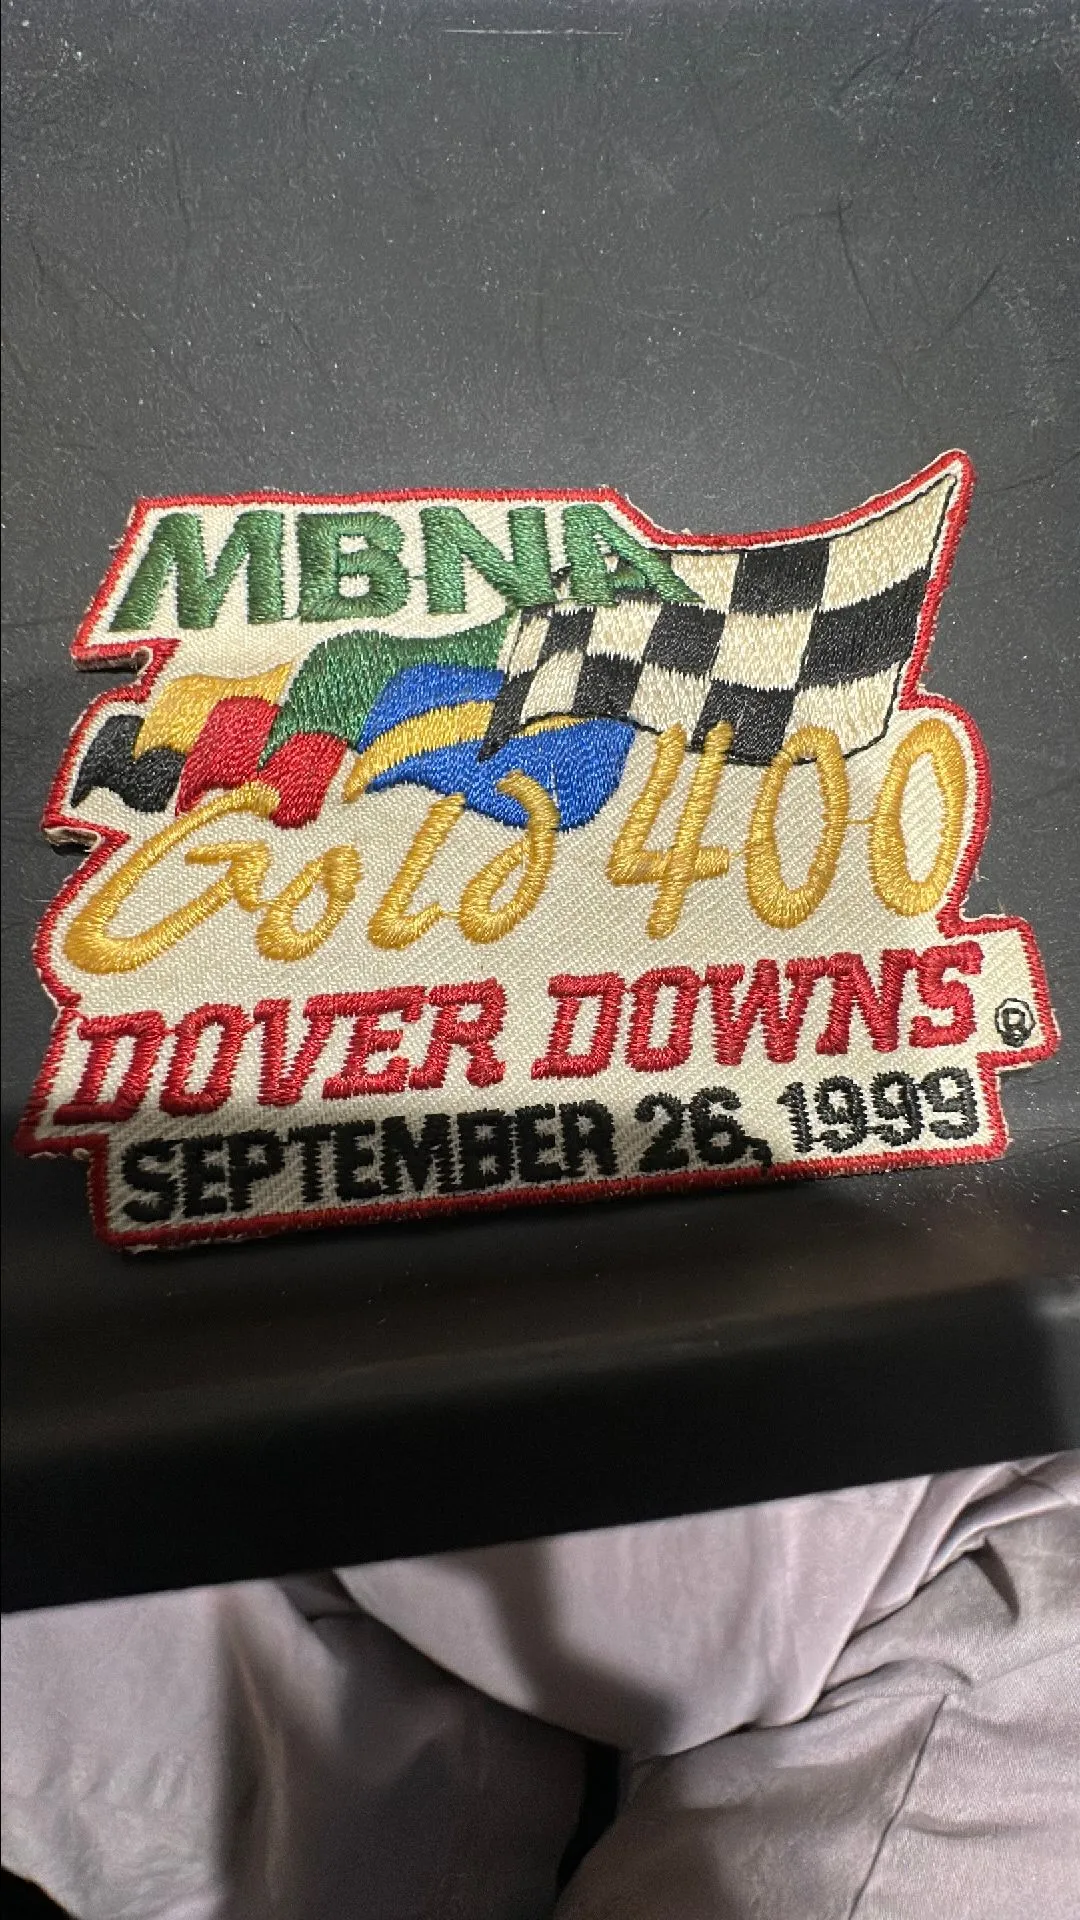 MBNA
Gold 400
DOVER DOWNS ®
SEPTEMBER 26, 1999